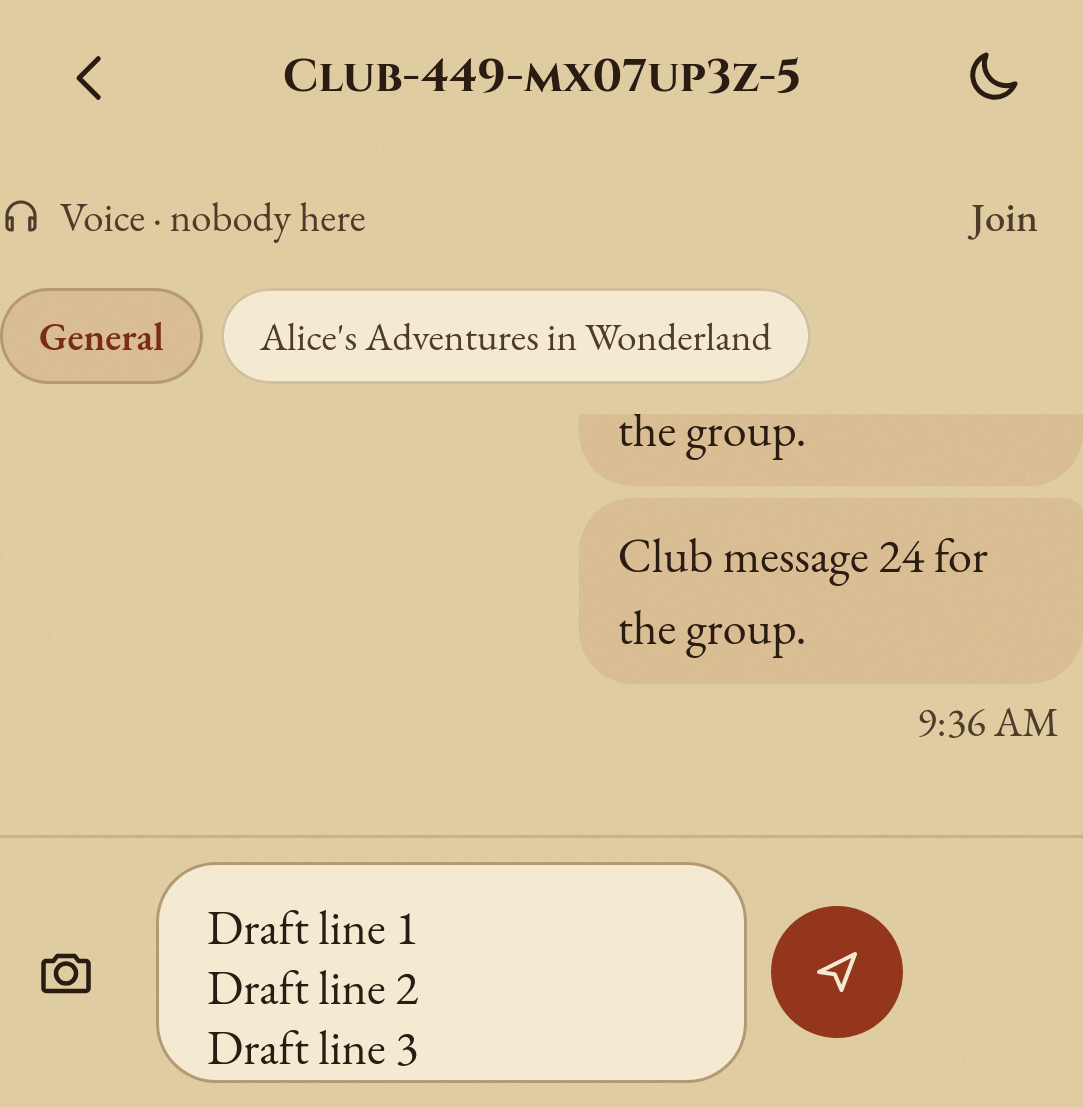 Club-449-mx07up3z-5
Voice · nobody here
Join
General
Alice's Adventures in Wonderland
the group.
Club message 24 for
the group.
9:36 AM
Draft line 1
Draft line 2
Draft line 3